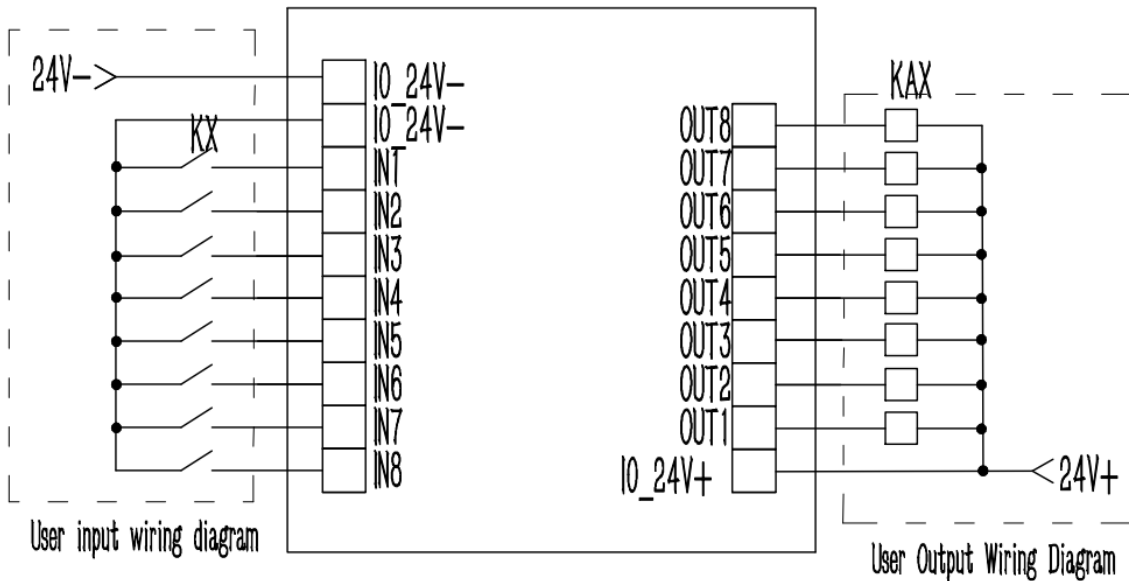 24V-
IO_24V-
IO_24V-
KX
IN1
IN2
IN3
IN4
IN5
IN6
IN7
IN8
User input wiring diagram
KAX
OUT8
OUT7
OUT6
OUT5
OUT4
OUT3
OUT2
OUT1
IO_24V+
24V+
User Output Wiring Diagram